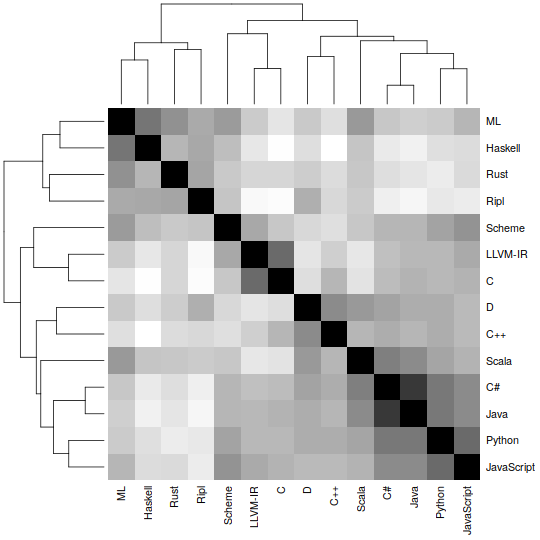 ML
Haskell
Rust
Ripl
Scheme
LLVM-IR
C
D
C++
Scala
C#
Java
Python
JavaScript
ML
Haskell
Rust
Ripl
Scheme
LLVM-IR
C
D
C++
Scala
C#
Java
Python
JavaScript